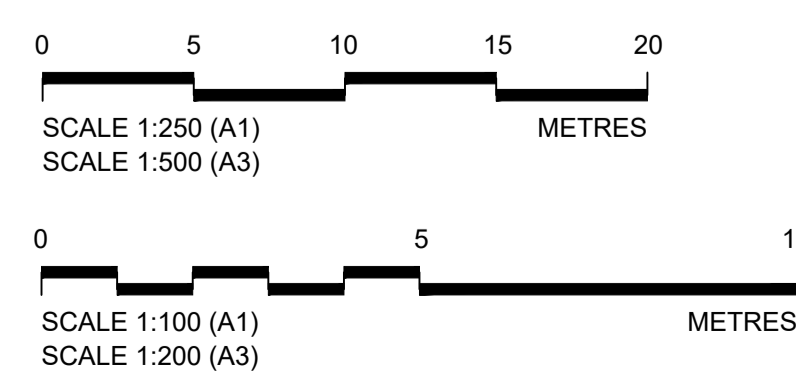 0 5 10 15 20
SCALE 1:250 (A1) METRES
SCALE 1:500 (A3)
0 5 1
SCALE 1:100 (A1) METRES
SCALE 1:200 (A3)